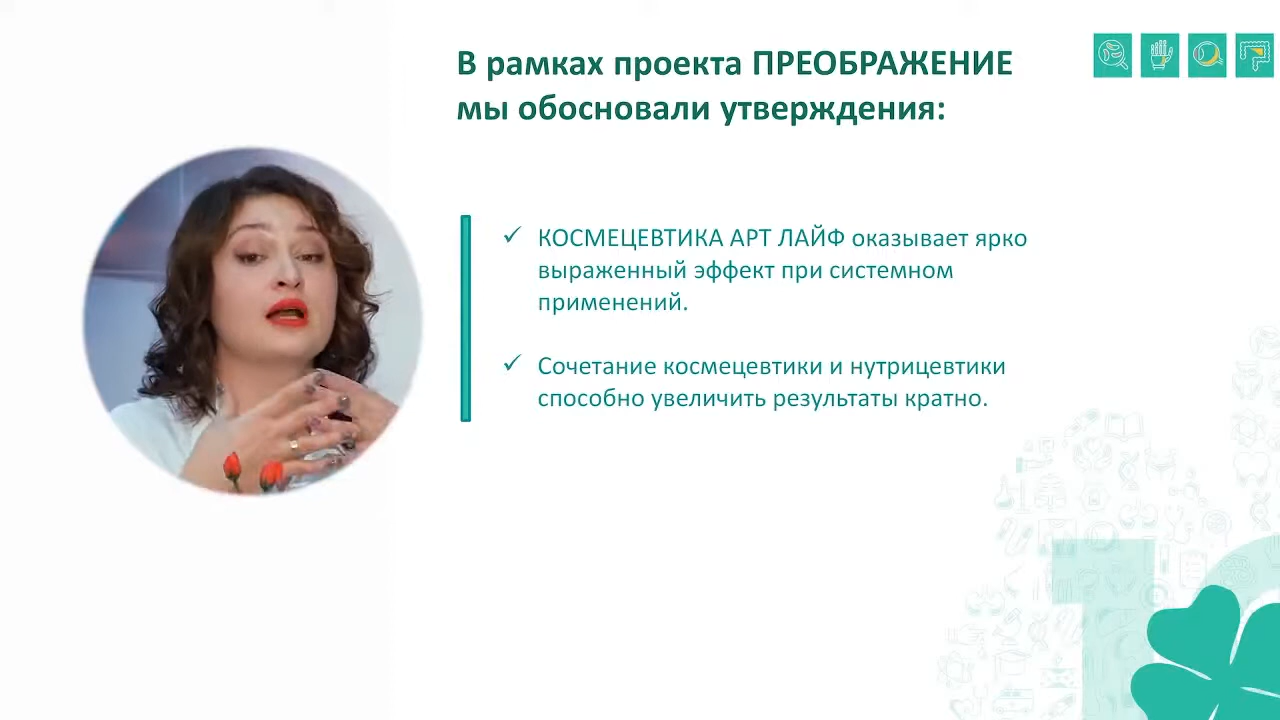 В рамках проекта ПРЕОБРАЖЕНИЕ
мы обосновали утверждения:
✓ КОСМЕЦЕВТИКА АРТ ЛАЙФ оказывает ярко
выраженный эффект при системном
применений.
✓ Сочетание космецевтики и нутрицевтики
способно увеличить результаты кратно.